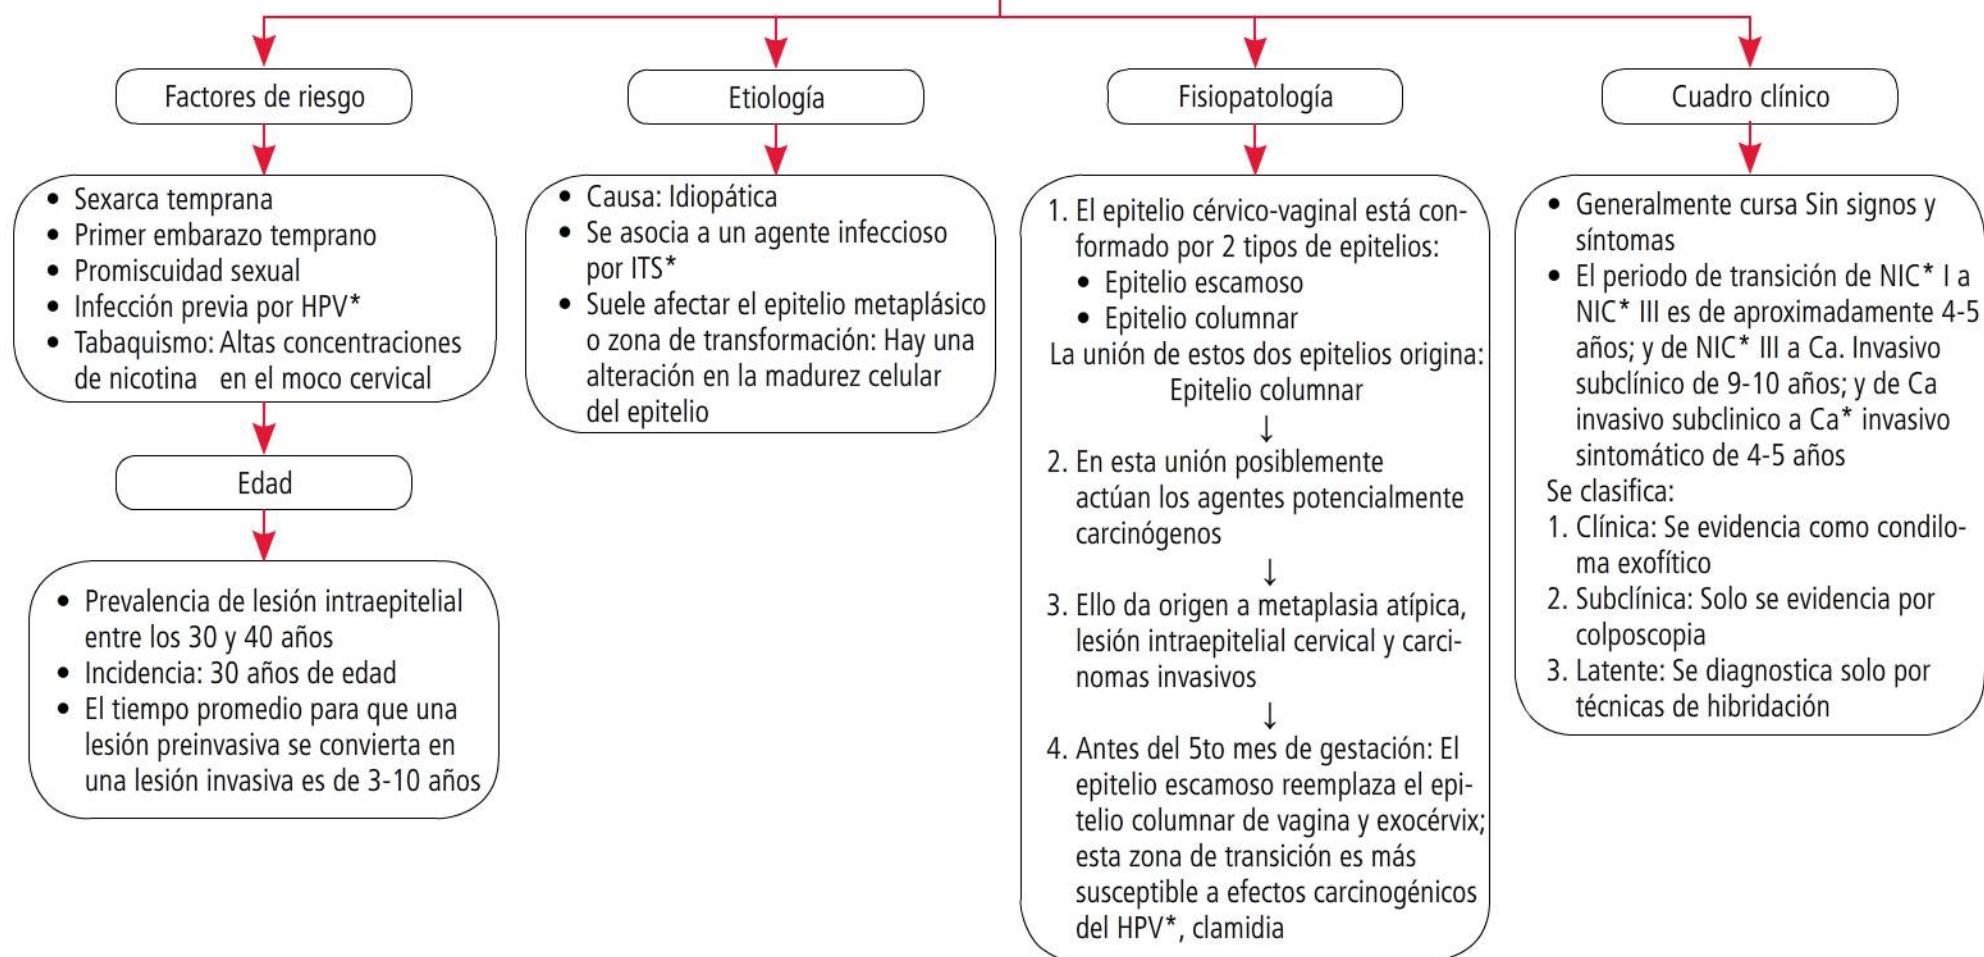 Factores de riesgo
• Sexarca temprana
• Primer embarazo temprano
• Promiscuidad sexual
• Infección previa por HPV*
• Tabaquismo: Altas concentraciones
de nicotina en el moco cervical
Edad
• Prevalencia de lesión intraepitelial
entre los 30 y 40 años
• Incidencia: 30 años de edad
• El tiempo promedio para que una
lesión preinvasiva se convierta en
una lesión invasiva es de 3-10 años
Etiología
• Causa: Idiopática
• Se asocia a un agente infeccioso
por ITS*
• Suele afectar el epitelio metaplásico
o zona de transformación: Hay una
alteración en la madurez celular
del epitelio
Fisiopatología
1. El epitelio cérvico-vaginal está con-
formado por 2 tipos de epitelios:
• Epitelio escamoso
• Epitelio columnar
La unión de estos dos epitelios origina:
Epitelio columnar
↓
2. En esta unión posiblemente
actúan los agentes potencialmente
carcinógenos
↓
3. Ello da origen a metaplasia atípica,
lesión intraepitelial cervical y carci-
nomas invasivos
↓
4. Antes del 5to mes de gestación: El
epitelio escamoso reemplaza el epi-
telio columnar de vagina y exocérvix;
esta zona de transición es más
susceptible a efectos carcinogénicos
del HPV*, clamidia
Cuadro clínico
• Generalmente cursa Sin signos y
síntomas
• El periodo de transición de NIC* I a
NIC* III es de aproximadamente 4-5
años; y de NIC* III a Ca. Invasivo
subclínico de 9-10 años; y de Ca
invasivo subclinico a Ca* invasivo
sintomático de 4-5 años
Se clasifica:
1. Clínica: Se evidencia como condilo-
ma exofítico
2. Subclínica: Solo se evidencia por
colposcopia
3. Latente: Se diagnostica solo por
técnicas de hibridación